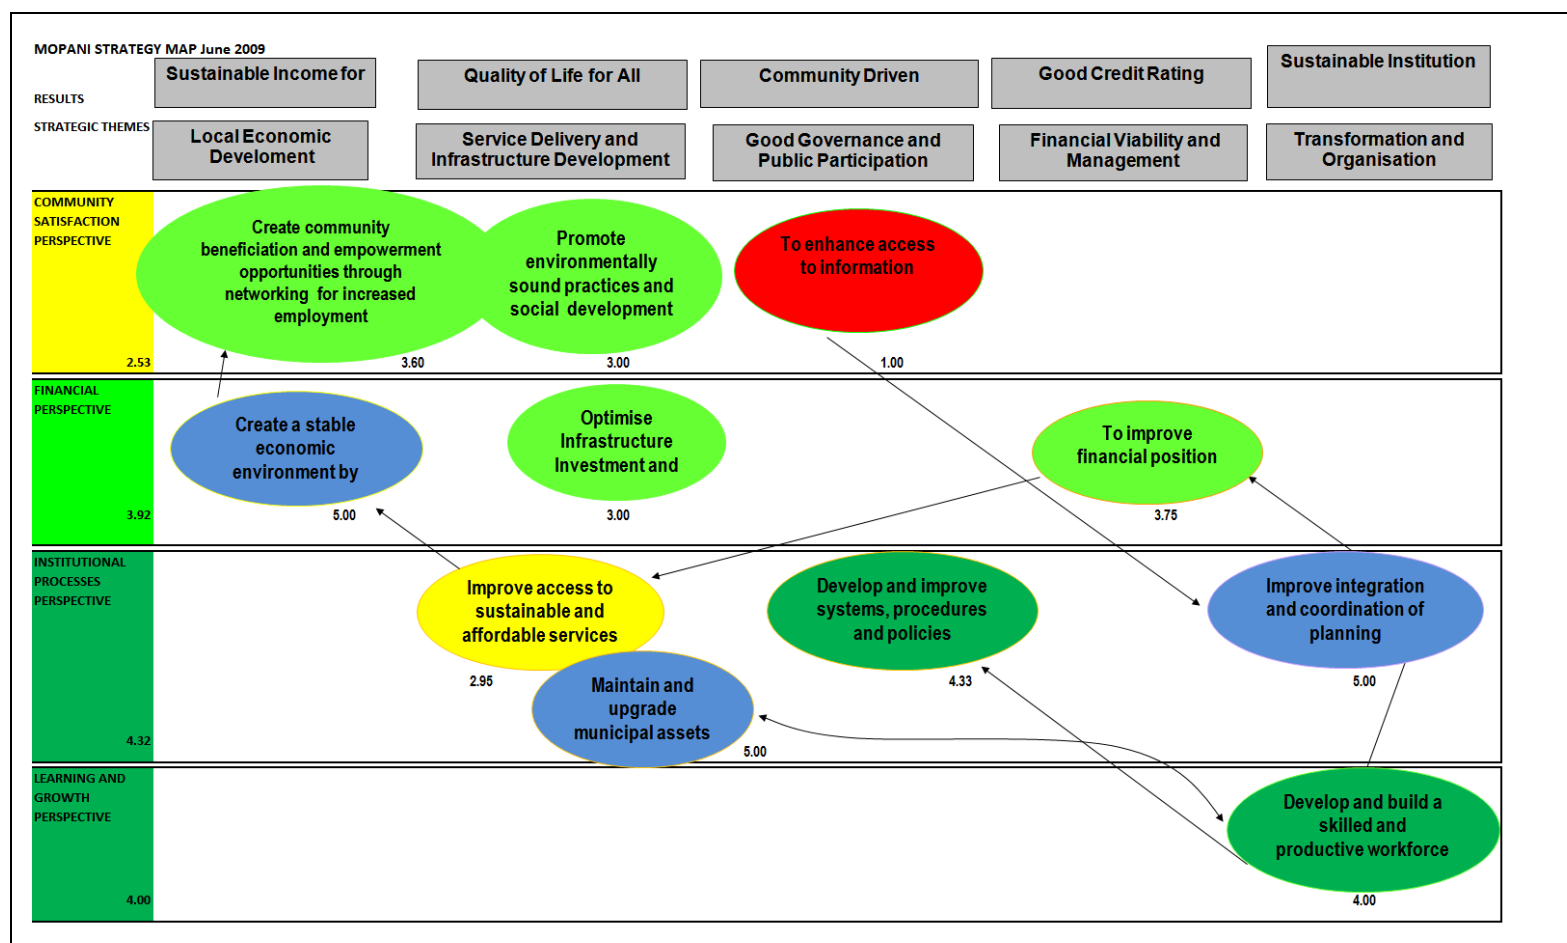 MOPANI STRATEGY MAP June 2009
RESULTS
Sustainable Income for
Quality of Life for All
Community Driven
Good Credit Rating
Sustainable Institution
STRATEGIC THEMES
Local Economic
Develoment
Service Delivery and
Infrastructure Development
Good Governance and
Public Participation
Financial Viability and
Management
Transformation and
Organisation
COMMUNITY
SATISFACTION
PERSPECTIVE
2.53
Create community
beneficiation and empowerment
opportunities through
networking for increased
employment
3.60
Promote
environmentally
sound practices and
social development
3.00
To enhance access
to information
1.00
FINANCIAL
PERSPECTIVE
3.92
Create a stable
economic
environment by
5.00
Optimise
Infrastructure
Investment and
3.00
To improve
financial position
3.75
INSTITUTIONAL
PROCESSES
PERSPECTIVE
4.32
Improve access to
sustainable and
affordable services
2.95
Maintain and
upgrade
municipal assets
5.00
Develop and improve
systems, procedures
and policies
4.33
Improve integration
and coordination of
planning
5.00
LEARNING AND
GROWTH
PERSPECTIVE
4.00
Develop and build a
skilled and
productive workforce
4.00